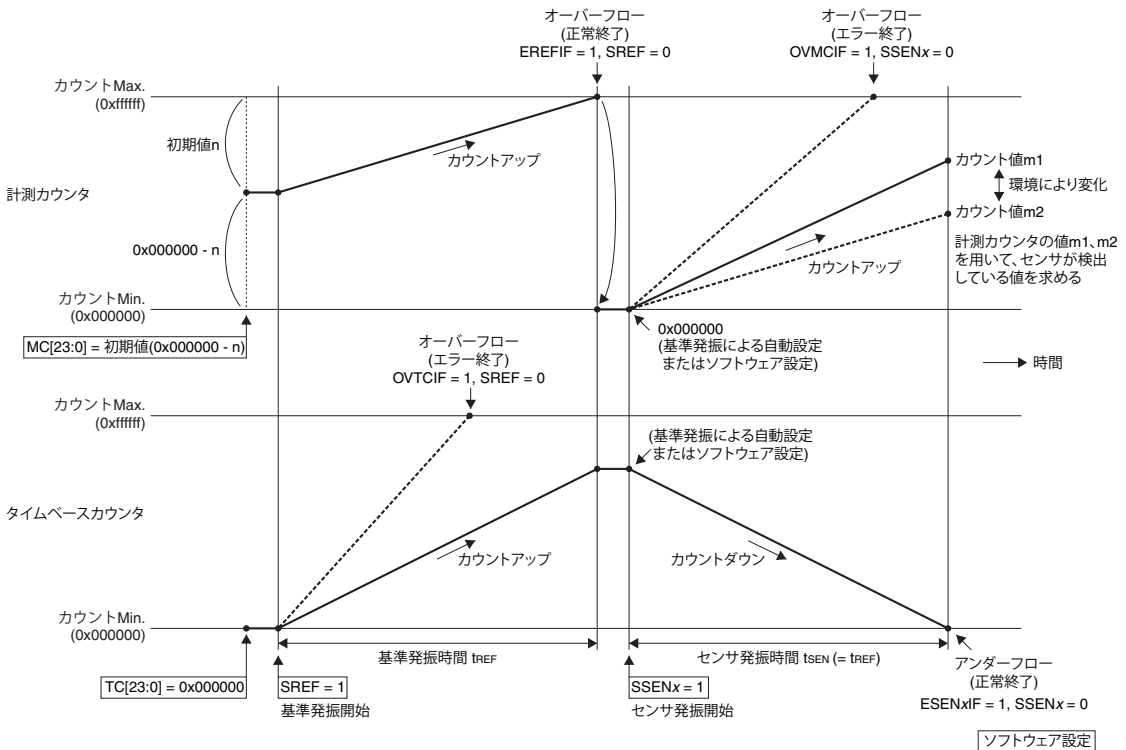 オーバーフロー
(正常終了)
EREFIF = 1, SREF = 0
オーバーフロー
(エラー終了)
OVMCIF = 1, SSENx = 0
カウントMax.
(0xffffff)
初期値n
カウントアップ
計測カウンタ
0x000000 - n
カウント値m1
環境により変化
カウント値m2
計測カウンタの値m1、m2
を用いて、センサが検出
している値を求める
カウントアップ
カウントMin.
(0x000000)
MC[23:0] = 初期値(0x000000 - n)
0x000000
(基準発振による自動設定
またはソフトウェア設定)
時間
オーバーフロー
(エラー終了)
OVTCIF = 1, SREF = 0
カウントMax.
(0xffffff)
(基準発振による自動設定
またはソフトウェア設定)
タイムベースカウンタ
カウントアップ
カウントダウン
カウントMin.
(0x000000)
基準発振時間 tREF
センサ発振時間 tSEN (= tREF)
TC[23:0] = 0x000000
SREF = 1
基準発振開始
SSENx = 1
センサ発振開始
アンダーフロー
(正常終了)
ESENxIF = 1, SSENx = 0
ソフトウェア設定